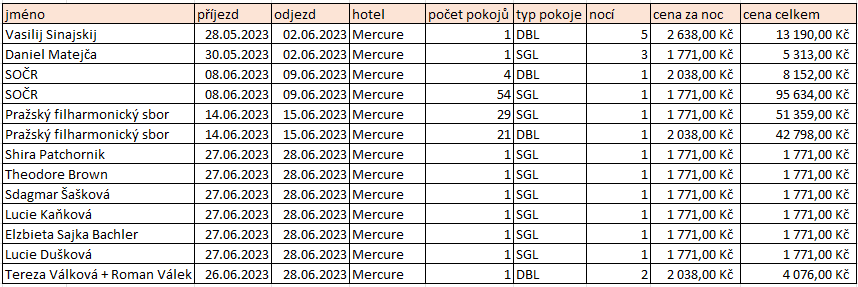 jméno příjezd odjezd hotel počet pokojů typ pokoje nocí cena za noc cena celkem
Vasilij Sinajskij 28.05.2023 02.06.2023 Mercure 1 DBL 5 2 638,00 Kč 13 190,00 Kč
Daniel Matejča 30.05.2023 02.06.2023 Mercure 1 SGL 3 1 771,00 Kč 5 313,00 Kč
SOČR 08.06.2023 09.06.2023 Mercure 4 DBL 1 2 038,00 Kč 8 152,00 Kč
SOČR 08.06.2023 09.06.2023 Mercure 54 SGL 1 1 771,00 Kč 95 634,00 Kč
Pražský filharmonický sbor 14.06.2023 15.06.2023 Mercure 29 SGL 1 1 771,00 Kč 51 359,00 Kč
Pražský filharmonický sbor 14.06.2023 15.06.2023 Mercure 21 DBL 1 2 038,00 Kč 42 798,00 Kč
Shira Patchornik 27.06.2023 28.06.2023 Mercure 1 SGL 1 1 771,00 Kč 1 771,00 Kč
Theodore Brown 27.06.2023 28.06.2023 Mercure 1 SGL 1 1 771,00 Kč 1 771,00 Kč
Sdagmar Šašková 27.06.2023 28.06.2023 Mercure 1 SGL 1 1 771,00 Kč 1 771,00 Kč
Lucie Kaňková 27.06.2023 28.06.2023 Mercure 1 SGL 1 1 771,00 Kč 1 771,00 Kč
Elzbieta Sajka Bachler 27.06.2023 28.06.2023 Mercure 1 SGL 1 1 771,00 Kč 1 771,00 Kč
Lucie Dušková 27.06.2023 28.06.2023 Mercure 1 SGL 1 1 771,00 Kč 1 771,00 Kč
Tereza Válková + Roman Válek 26.06.2023 28.06.2023 Mercure 1 DBL 2 2 038,00 Kč 4 076,00 Kč